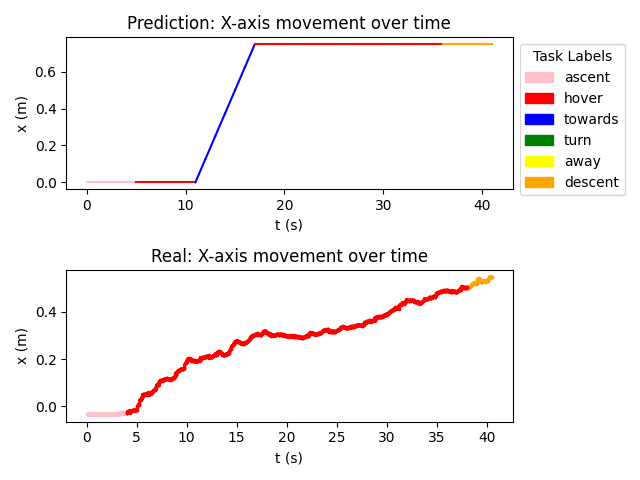 Prediction: X-axis movement over time
x (m)
0.6
0.4
0.2
0.0
0
10
20
30
40
t (s)
Task Labels
ascent
hover
towards
turn
away
descent
Real: X-axis movement over time
x (m)
0.4
0.2
0.0
0
5
10
15
20
25
30
35
40
t (s)